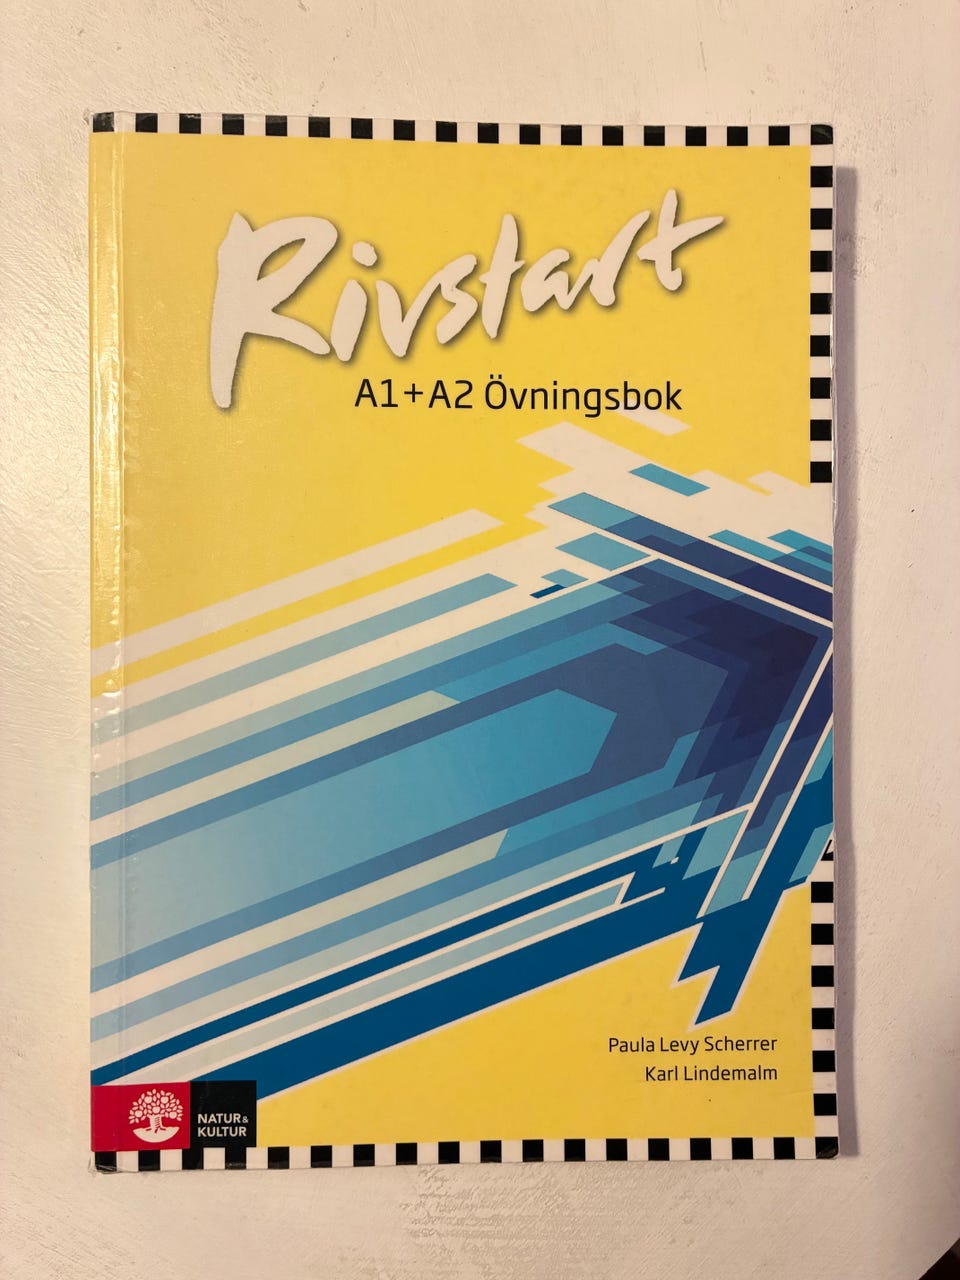 Rivstart
A1+A2 Övningsbok
Paula Levy Scherrer
Karl Lindemalm
NATUR &
KULTUR